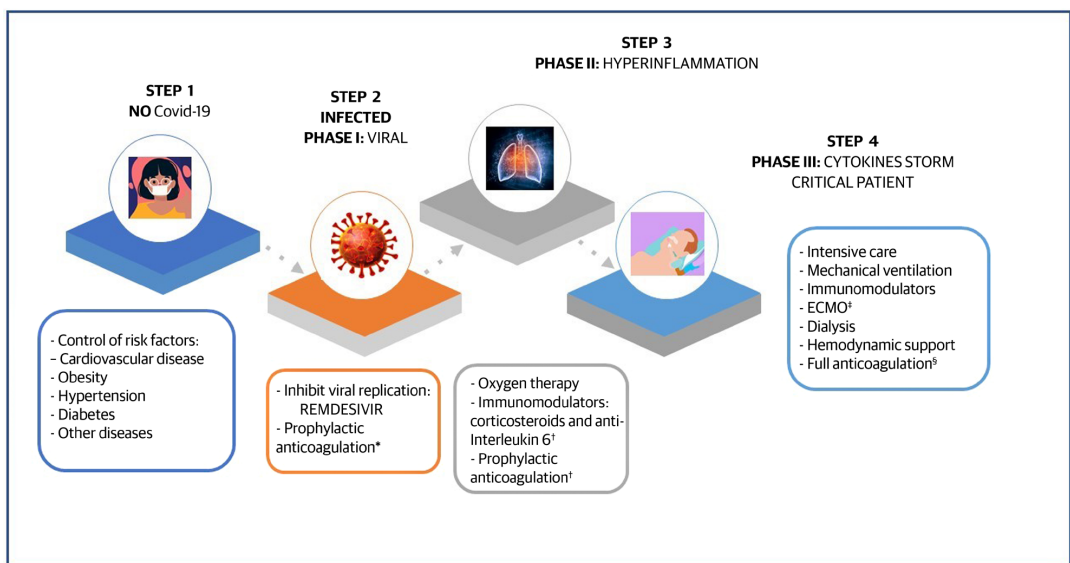 STEP 1
NO Covid-19
- Control of risk factors:
– Cardiovascular disease
- Obesity
- Hypertension
- Diabetes
- Other diseases
STEP 2
INFECTED
PHASE I: VIRAL
- Inhibit viral replication:
REMDESIVIR
- Prophylactic
anticoagulation*
STEP 3
PHASE II: HYPERINFLAMMATION
- Oxygen therapy
- Immunomodulators:
corticosteroids and anti-
Interleukin 6†
- Prophylactic
anticoagulation†
STEP 4
PHASE III: CYTOKINES STORM
CRITICAL PATIENT
- Intensive care
- Mechanical ventilation
- Immunomodulators
- ECMO‡
- Dialysis
- Hemodynamic support
- Full anticoagulation§